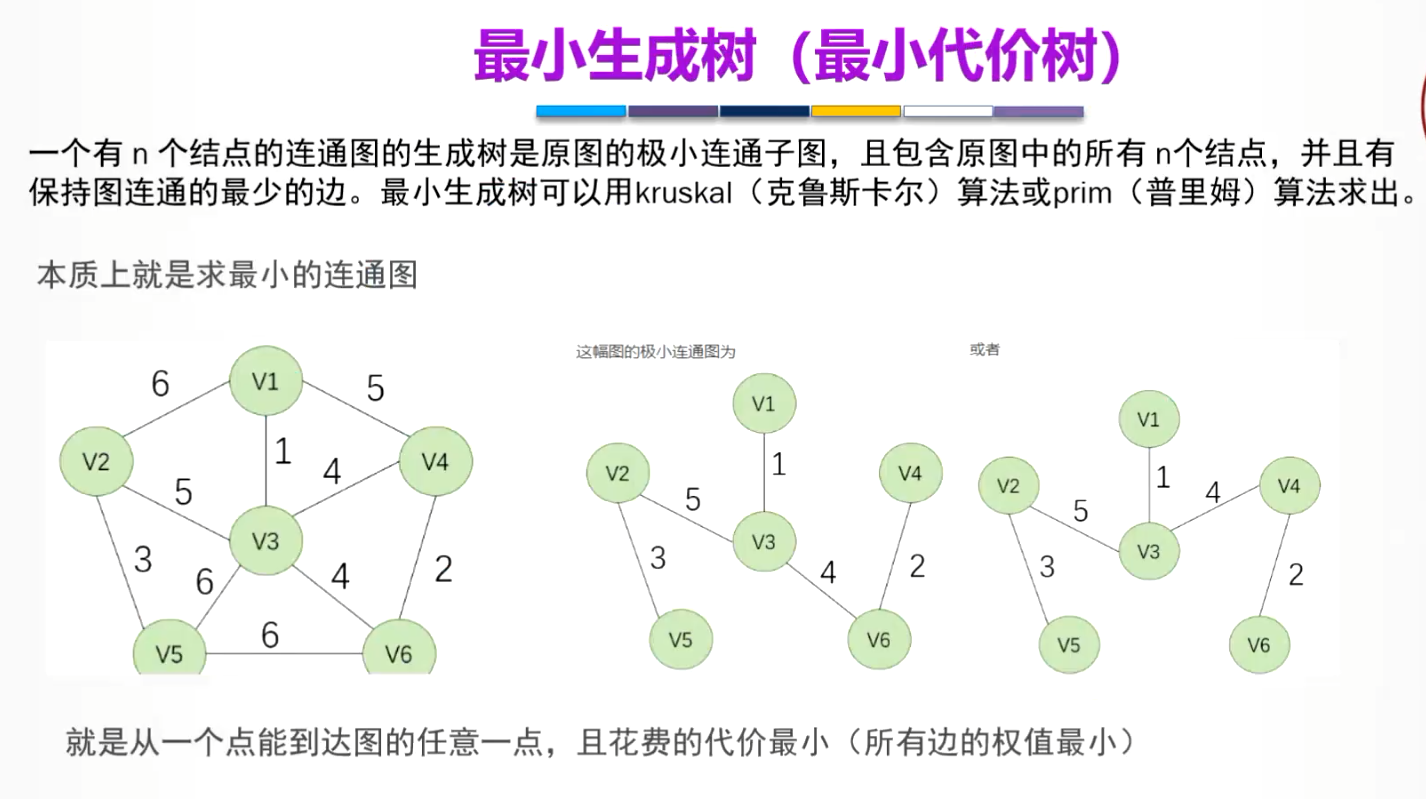 最小生成树（最小代价树）
一个有 n 个结点的连通图的生成树是原图的极小连通子图，且包含原图中的所有 n个结点，并且有
保持图连通的最少的边。最小生成树可以用kruskal（克鲁斯卡尔）算法或prim（普里姆）算法求出。
本质上就是求最小的连通图
6
V1
5
V2
1
4
V4
5
V3
3
6
4
2
6
V5
V6
这幅图的极小连通图为
V1
V2
1
V4
5
V3
3
4
2
V5
V6
或者
V1
V2
1
4
V4
5
V3
3
2
V5
V6
就是从一个点能到达图的任意一点，且花费的代价最小（所有边的权值最小）